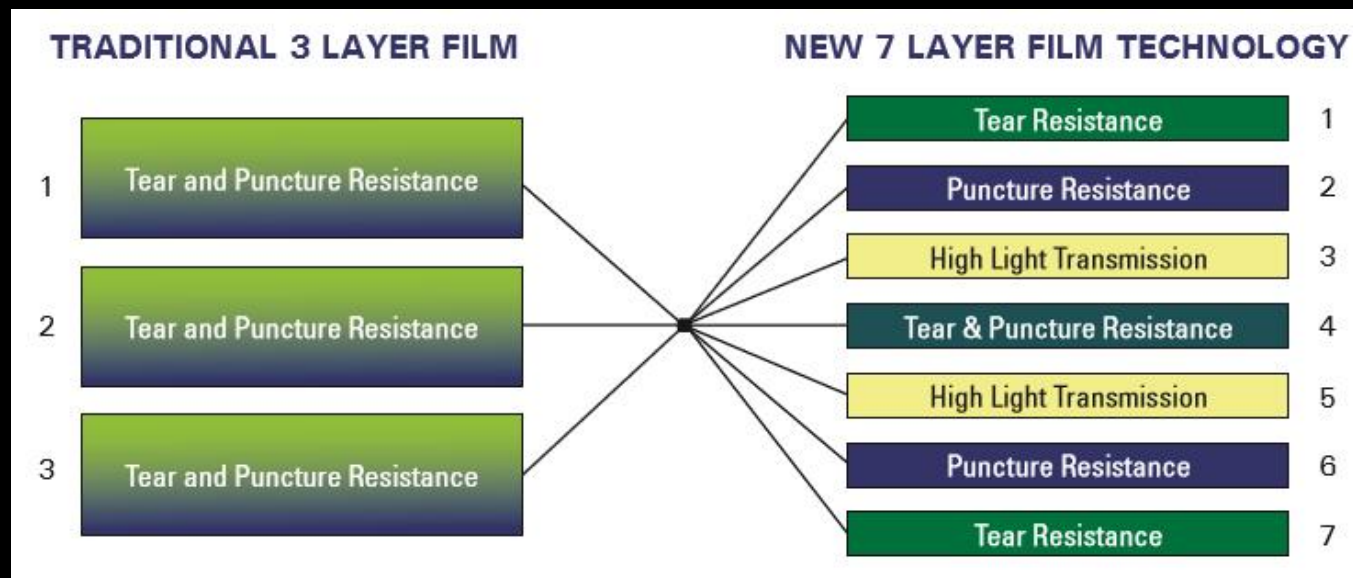 TRADITIONAL 3 LAYER FILM
1 Tear and Puncture Resistance
2 Tear and Puncture Resistance
3 Tear and Puncture Resistance
NEW 7 LAYER FILM TECHNOLOGY
Tear Resistance 1
Puncture Resistance 2
High Light Transmission 3
Tear & Puncture Resistance 4
High Light Transmission 5
Puncture Resistance 6
Tear Resistance 7